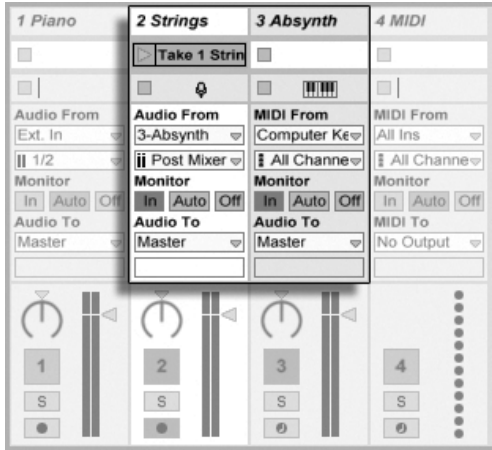 1 Piano
2 Strings
3 Absynth
4 MIDI
Take 1 Strin
Audio From
Audio From
MIDI From
MIDI From
Ext. In
3-Absynth
Computer Ke
All Ins
1/2
Post Mixer
All Channe
All Channe
Monitor
Monitor
Monitor
Monitor
In Auto Off
In Auto Off
In Auto Off
In Auto Off
Audio To
Audio To
Audio To
MIDI To
Master
Master
Master
No Output
1
2
3
4
S
S
S
S